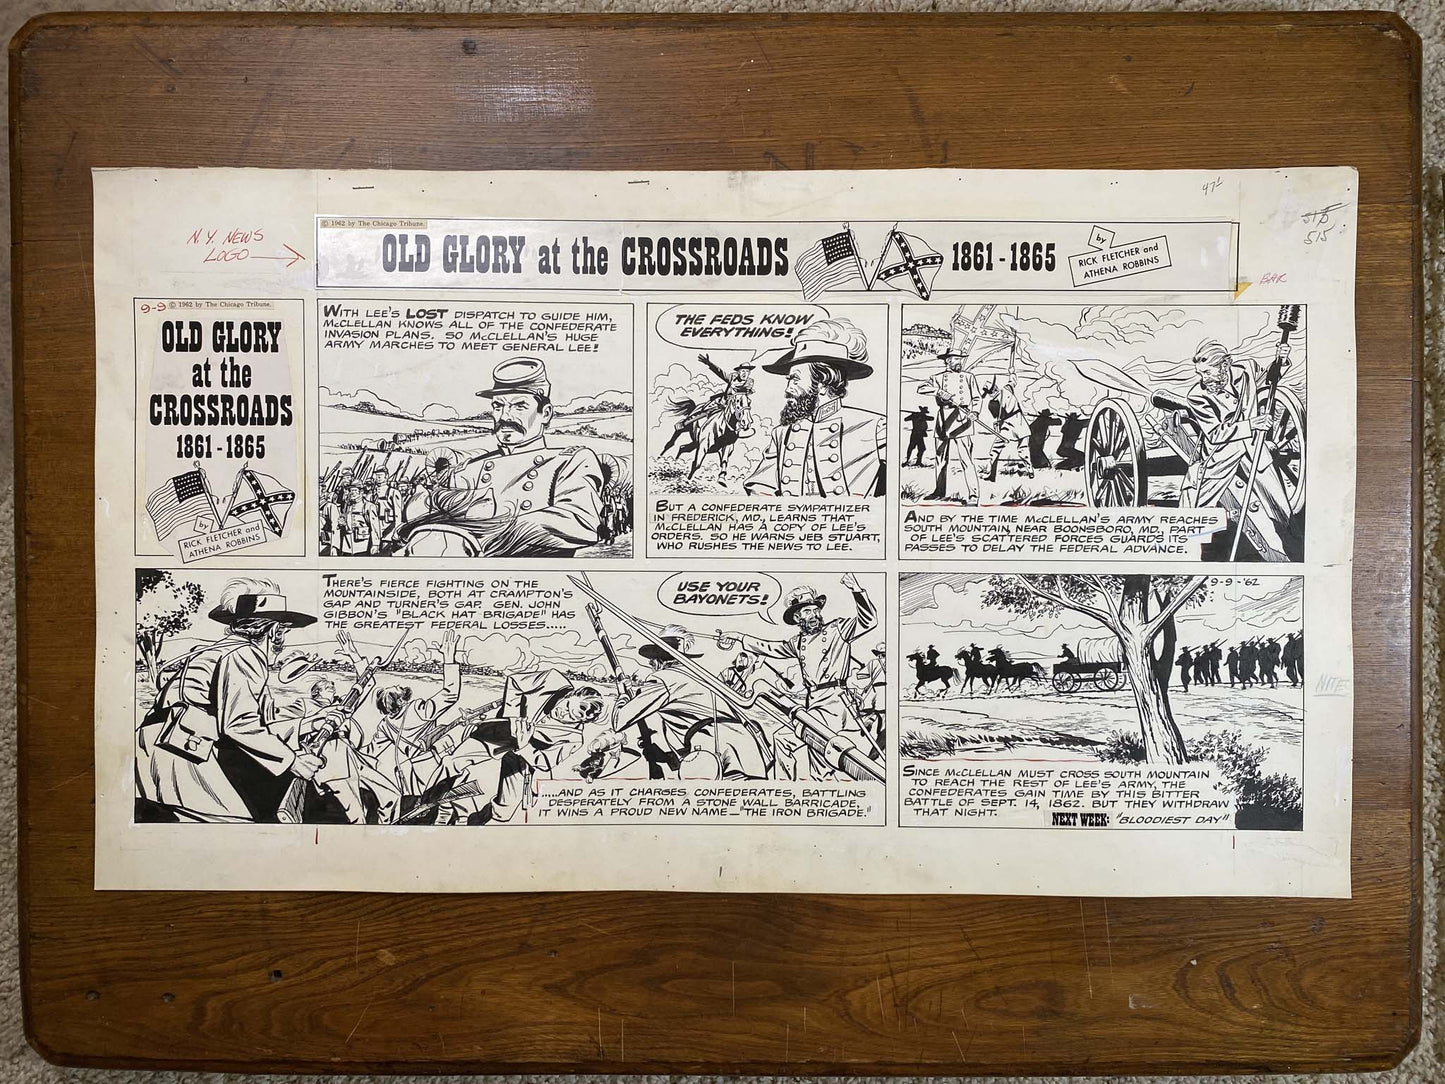 47½
515
515
N.Y. NEWS
LOGO
© 1962 by The Chicago Tribune.
OLD GLORY at the CROSSROADS
1861-1865
by
RICK FLETCHER and
ATHENA ROBBINS
9-9 © 1962 by The Chicago Tribune.
OLD GLORY
at the
CROSSROADS
1861-1865
by
RICK FLETCHER and
ATHENA ROBBINS
WITH LEE'S LOST DISPATCH TO GUIDE HIM,
McCLELLAN KNOWS ALL OF THE CONFEDERATE
INVASION PLANS. SO McCLELLAN'S HUGE
ARMY MARCHES TO MEET GENERAL LEE!
THE FEDS KNOW
EVERYTHING!
BUT A CONFEDERATE SYMPATHIZER
IN FREDERICK, MD., LEARNS THAT
McCLELLAN HAS A COPY OF LEE'S
ORDERS. SO HE WARNS JEB STUART,
WHO RUSHES THE NEWS TO LEE.
AND BY THE TIME McCLELLAN'S ARMY REACHES
SOUTH MOUNTAIN NEAR BOONSBORO, MD., PART
OF LEE'S SCATTERED FORCES GUARDS ITS
PASSES TO DELAY THE FEDERAL ADVANCE.
THERE'S FIERCE FIGHTING ON THE
MOUNTAINSIDE, BOTH AT CRAMPTON'S
GAP AND TURNER'S GAP. GEN. JOHN
GIBBON'S "BLACK HAT BRIGADE" HAS
THE GREATEST FEDERAL LOSSES.....
USE YOUR
BAYONETS!
.....AND AS IT CHARGES CONFEDERATES, BATTLING
DESPERATELY FROM A STONE WALL BARRICADE,
IT WINS A PROUD NEW NAME—"THE IRON BRIGADE."
9-9-'62
NITE
SINCE McCLELLAN MUST CROSS SOUTH MOUNTAIN
TO REACH THE REST OF LEE'S ARMY, THE
CONFEDERATES GAIN TIME BY THIS BITTER
BATTLE OF SEPT. 14, 1862. BUT THEY WITHDRAW
THAT NIGHT.
NEXT WEEK: "BLOODIEST DAY"